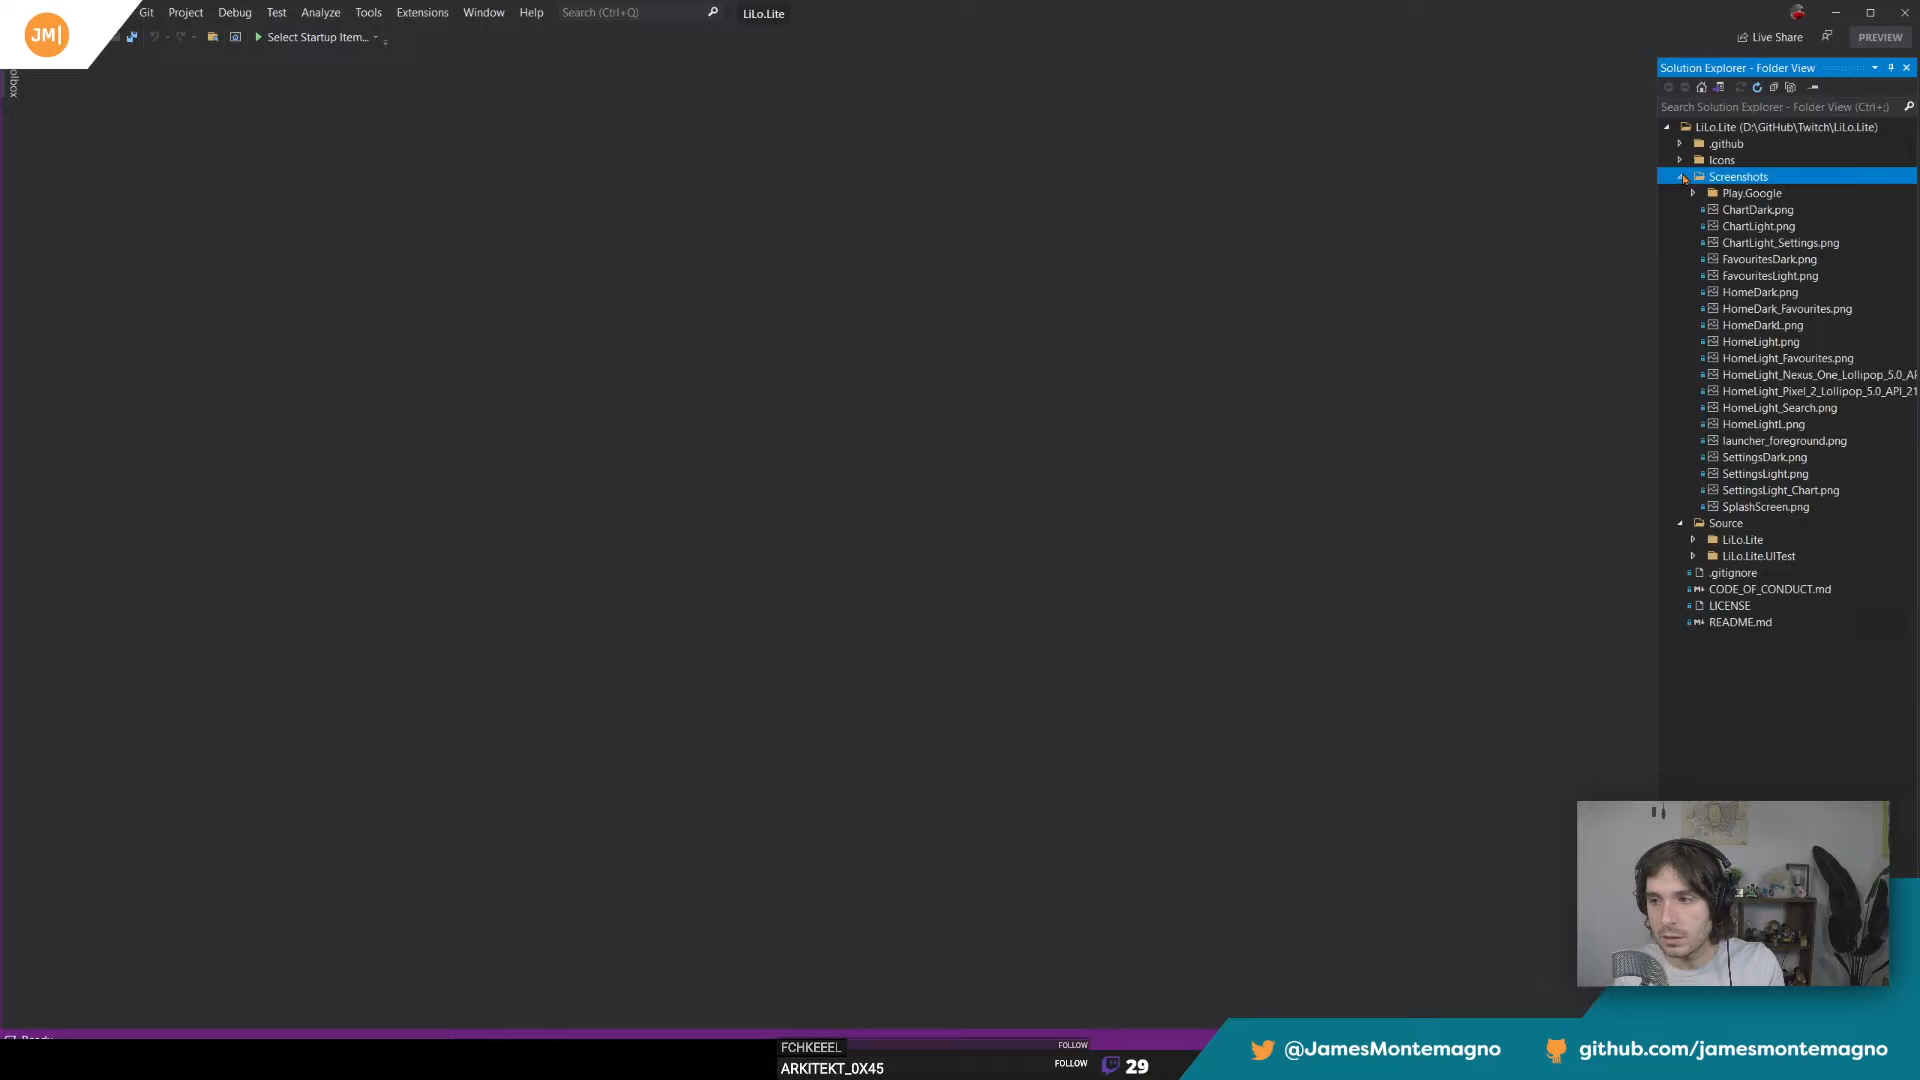 JM|
Git Project Debug Test Analyze Tools Extensions Window Help Search (Ctrl+Q) LiLo.Lite
Select Startup Item...
Live Share
PREVIEW
Solution Explorer - Folder View
Search Solution Explorer - Folder View (Ctrl+;)
LiLo.Lite (D:\GitHub\Twitch\LiLo.Lite)
.github
Icons
Screenshots
Play.Google
ChartDark.png
ChartLight.png
ChartLight_Settings.png
FavouritesDark.png
FavouritesLight.png
HomeDark.png
HomeDark_Favourites.png
HomeDarkL.png
HomeLight.png
HomeLight_Favourites.png
HomeLight_Nexus_One_Lollipop_5.0_AP
HomeLight_Pixel_2_Lollipop_5.0_API_21
HomeLight_Search.png
HomeLightL.png
launcher_foreground.png
SettingsDark.png
SettingsLight.png
SettingsLight_Chart.png
SplashScreen.png
Source
LiLo.Lite
LiLo.Lite.UITest
.gitignore
CODE_OF_CONDUCT.md
LICENSE
README.md
FCHKEEEL FOLLOW
ARKITEKT_0X45 FOLLOW
29
@JamesMontemagno
github.com/jamesmontemagno